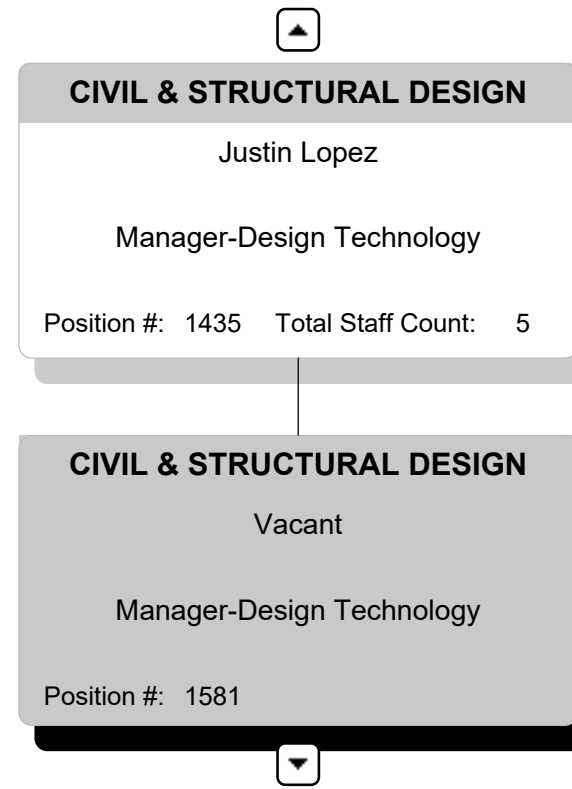 CIVIL & STRUCTURAL DESIGN
Justin Lopez
Manager-Design Technology
Position #: 1435 Total Staff Count: 5
CIVIL & STRUCTURAL DESIGN
Vacant
Manager-Design Technology
Position #: 1581